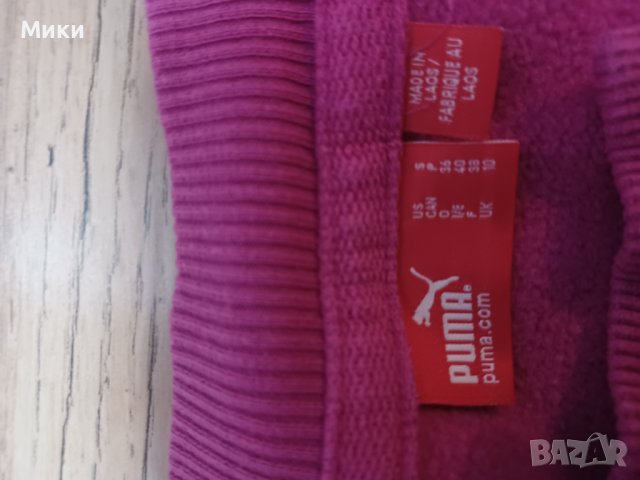 Мики
MADE IN
LAOS /
FABRIQUE AU
LAOS
US S
CAN P
D 36
I/E 40
F 38
UK 10
PUMA®
puma.com
BAZAR